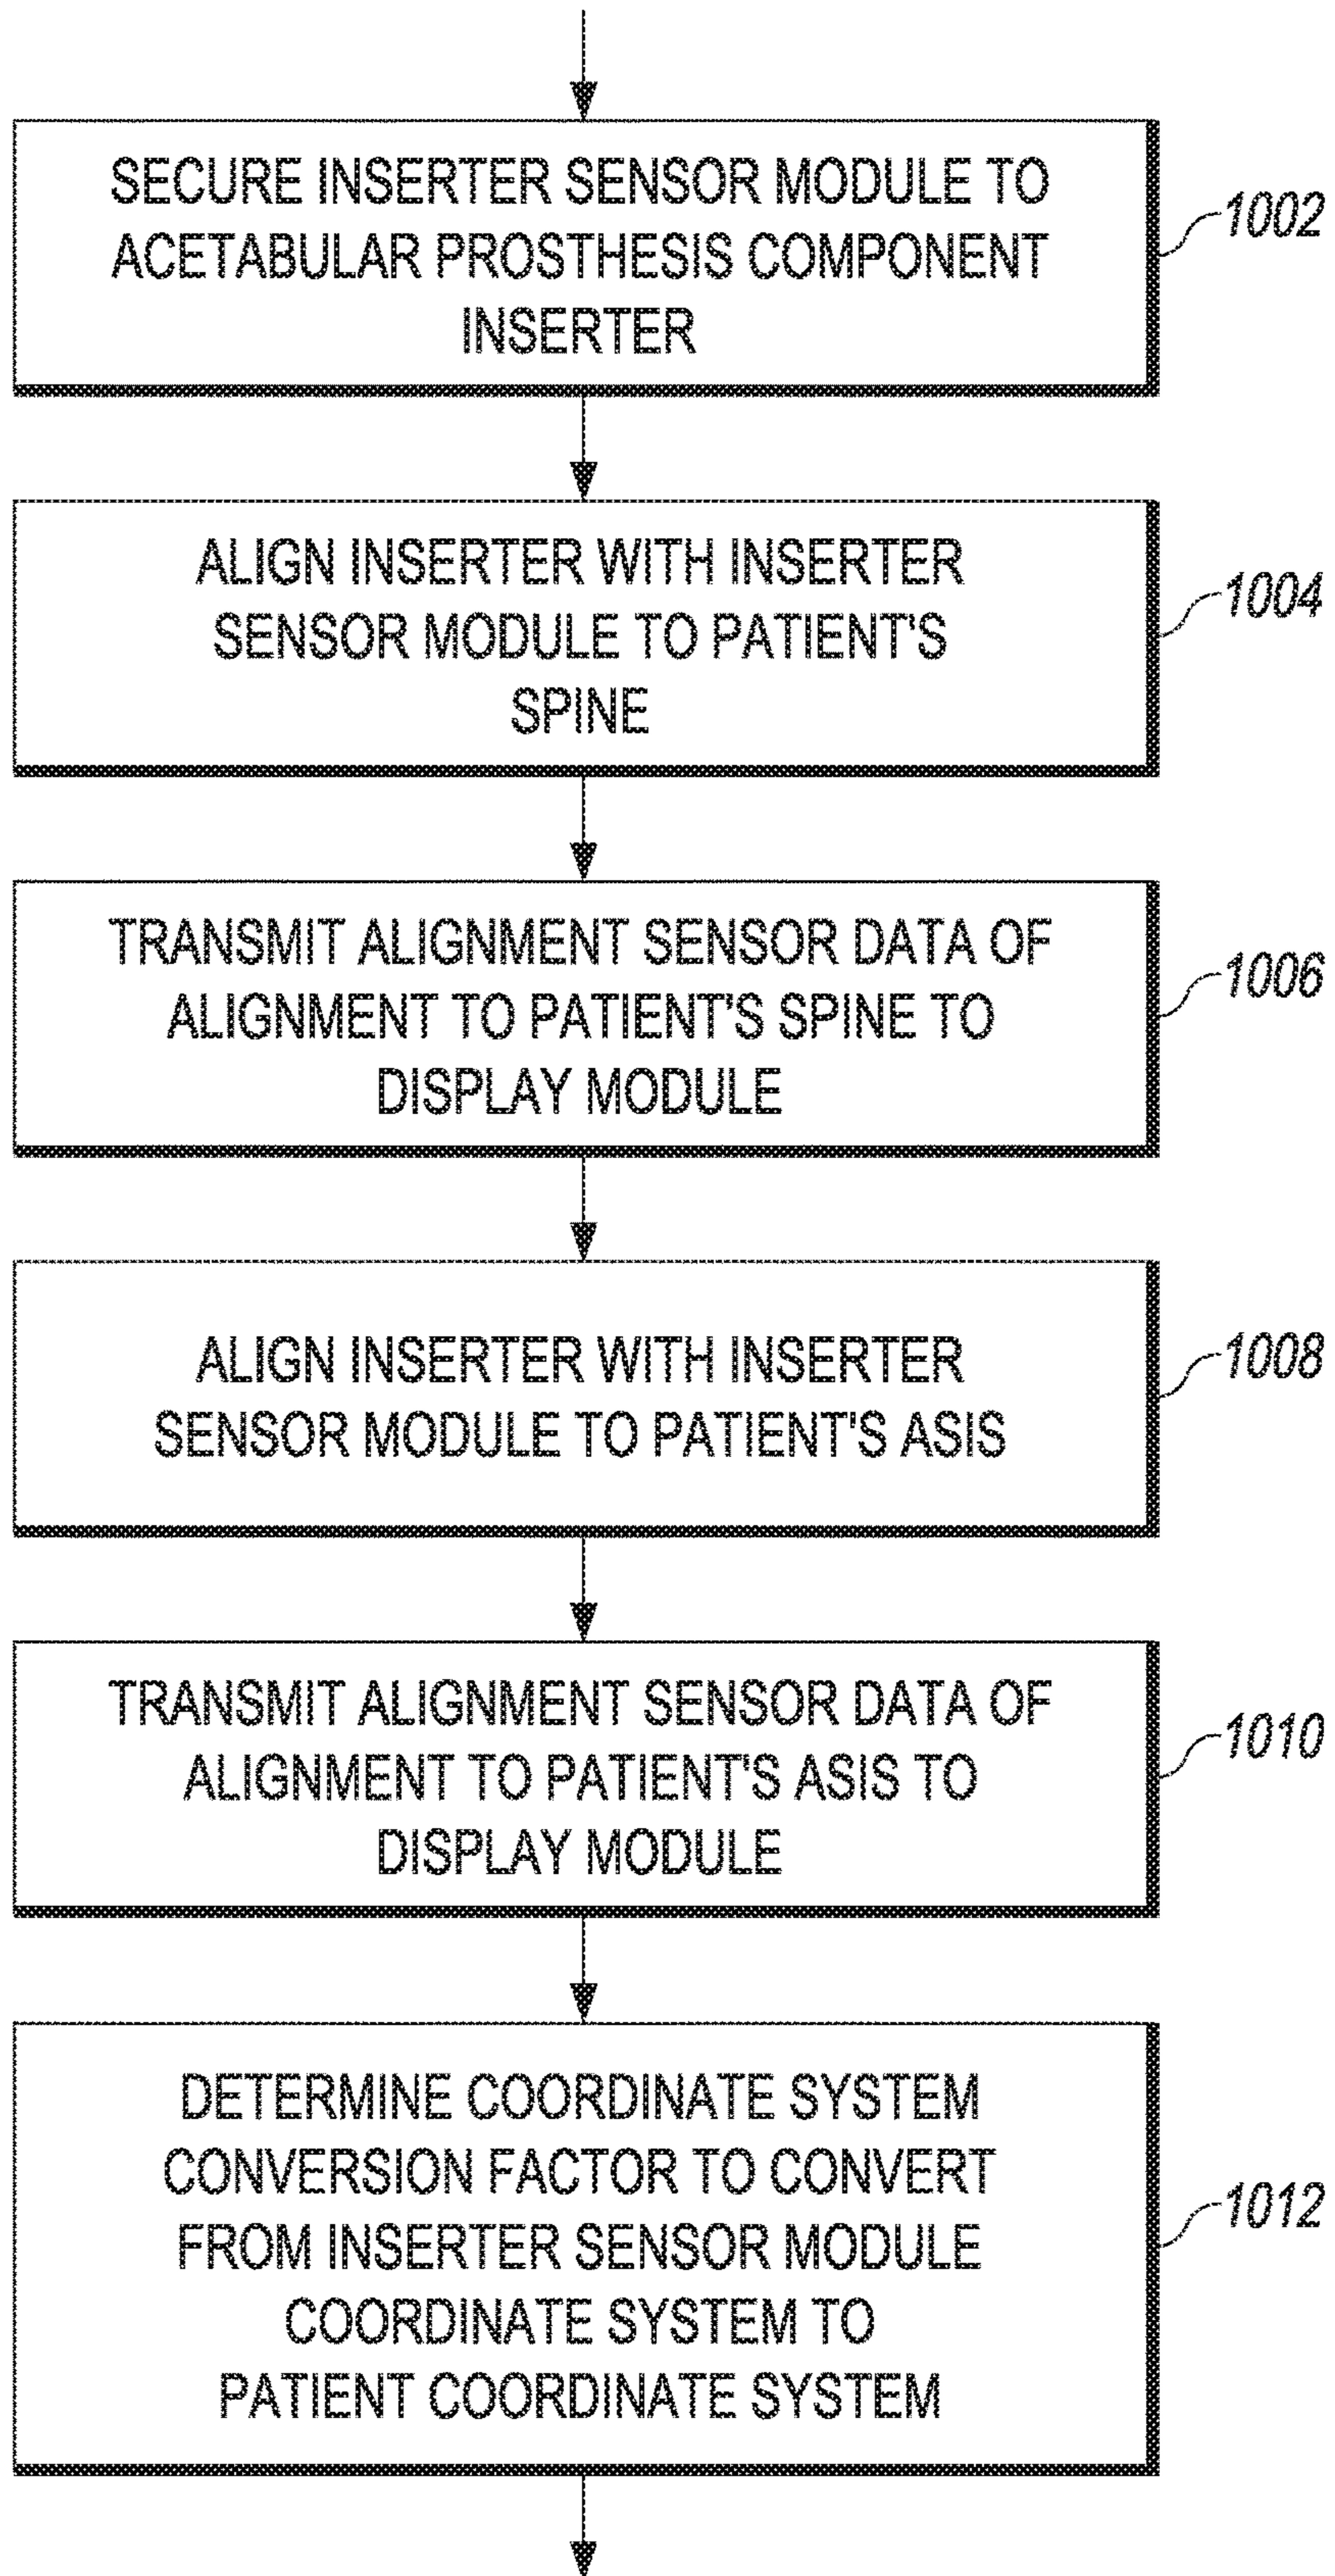 SECURE INSERTER SENSOR MODULE TO
ACETABULAR PROSTHESIS COMPONENT
INSERTER
1002
ALIGN INSERTER WITH INSERTER
SENSOR MODULE TO PATIENT'S
SPINE
1004
TRANSMIT ALIGNMENT SENSOR DATA OF
ALIGNMENT TO PATIENT'S SPINE TO
DISPLAY MODULE
1006
ALIGN INSERTER WITH INSERTER
SENSOR MODULE TO PATIENT'S ASIS
1008
TRANSMIT ALIGNMENT SENSOR DATA OF
ALIGNMENT TO PATIENT'S ASIS TO
DISPLAY MODULE
1010
DETERMINE COORDINATE SYSTEM
CONVERSION FACTOR TO CONVERT
FROM INSERTER SENSOR MODULE
COORDINATE SYSTEM TO
PATIENT COORDINATE SYSTEM
1012